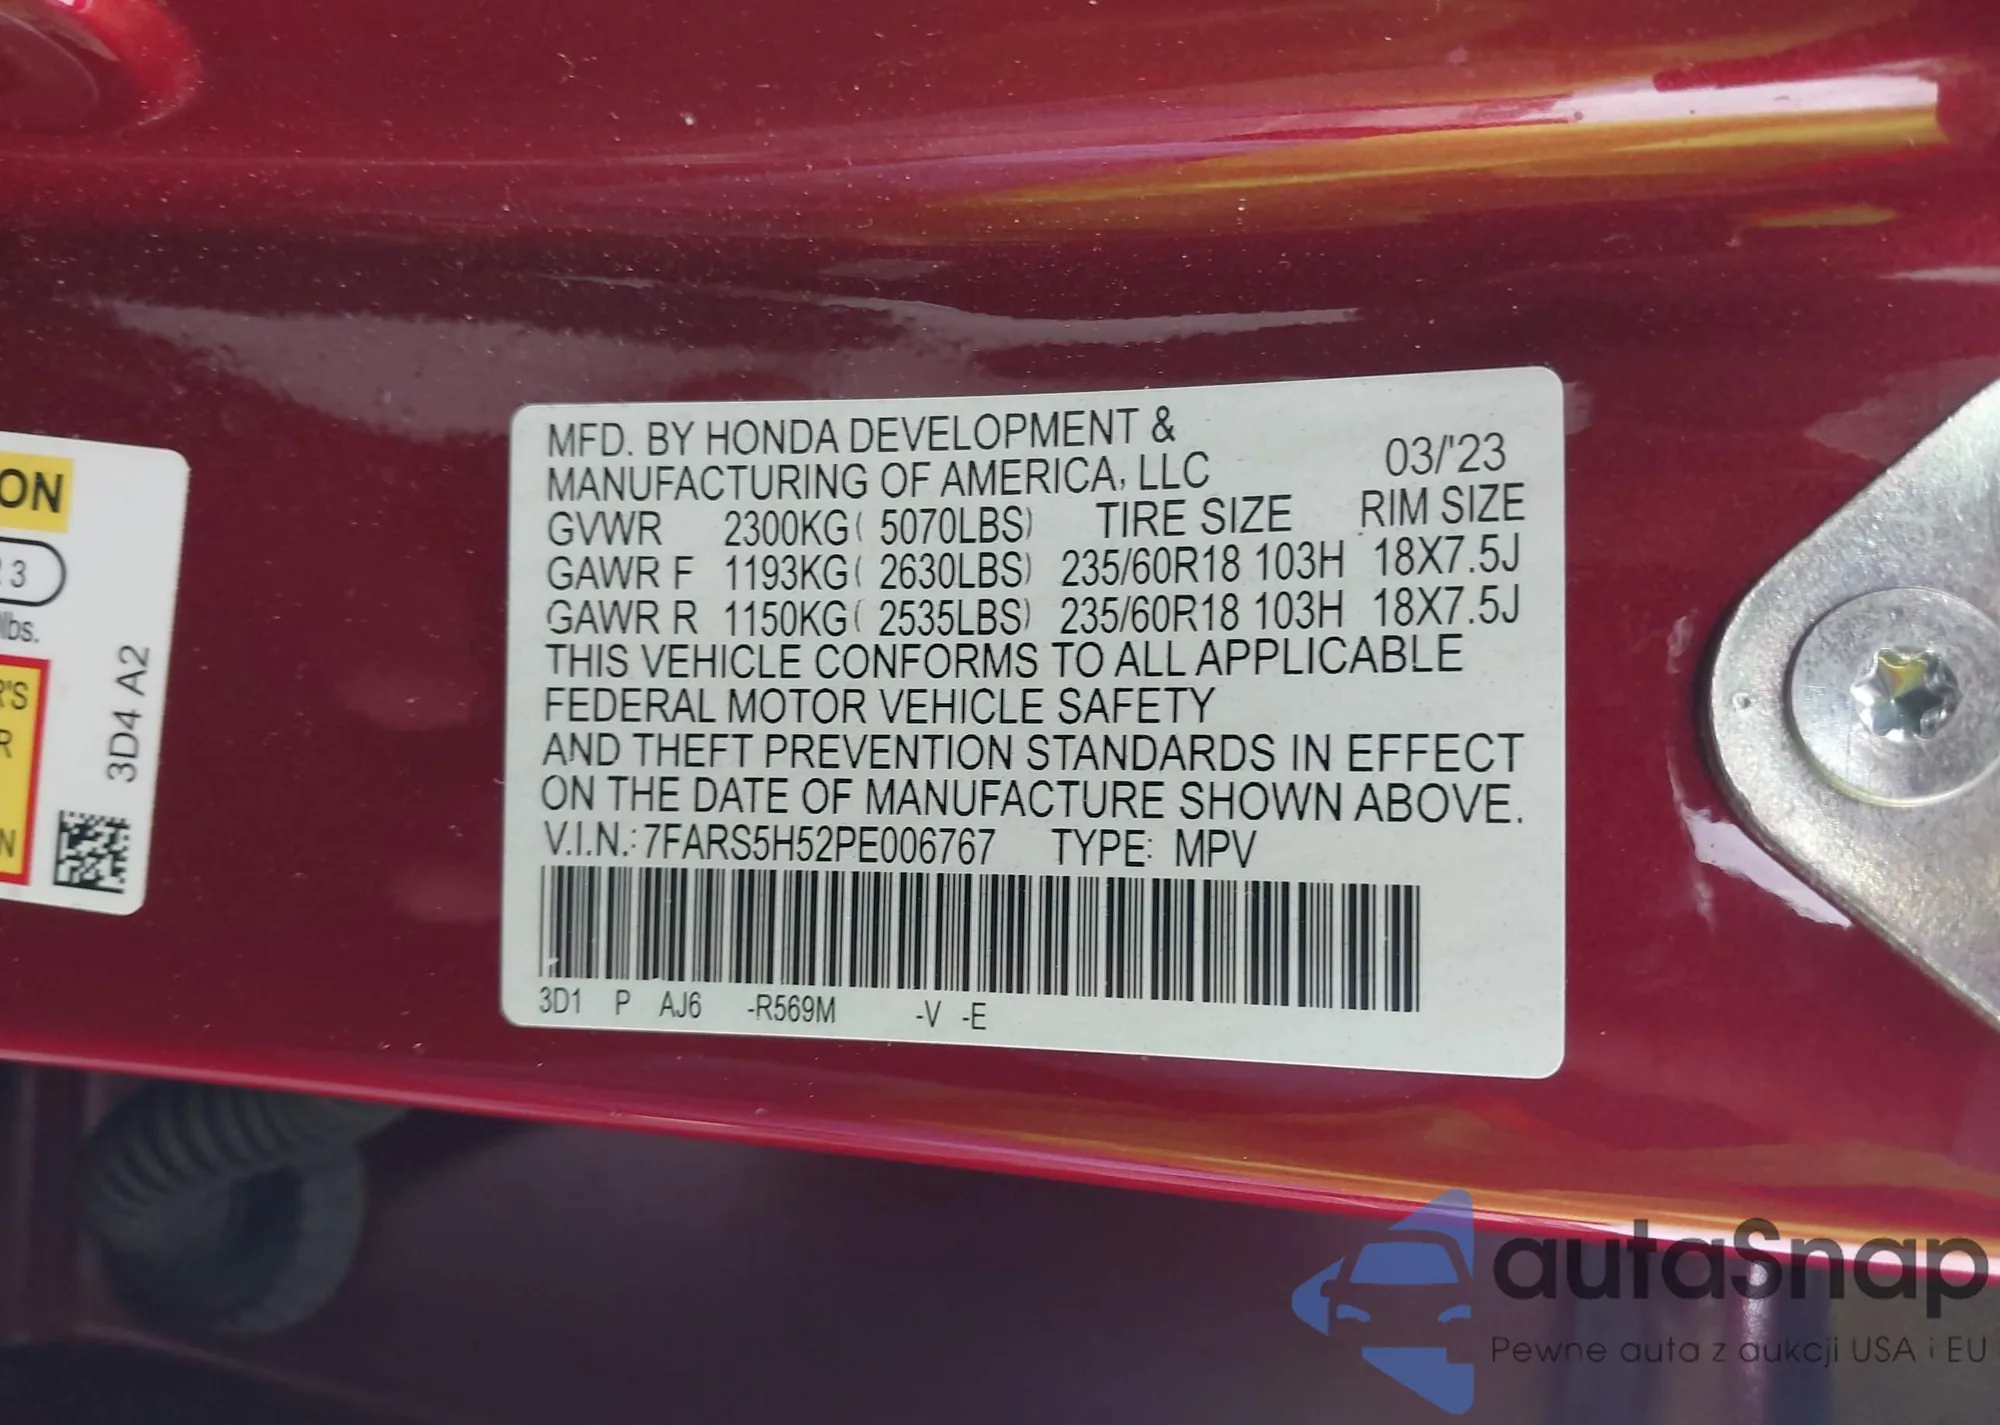 ON
3
lbs.
R'S
R
N
3D4 A2
MFD. BY HONDA DEVELOPMENT &
MANUFACTURING OF AMERICA, LLC 03/'23
GVWR 2300KG( 5070LBS) TIRE SIZE RIM SIZE
GAWR F 1193KG( 2630LBS) 235/60R18 103H 18X7.5J
GAWR R 1150KG( 2535LBS) 235/60R18 103H 18X7.5J
THIS VEHICLE CONFORMS TO ALL APPLICABLE
FEDERAL MOTOR VEHICLE SAFETY
AND THEFT PREVENTION STANDARDS IN EFFECT
ON THE DATE OF MANUFACTURE SHOWN ABOVE.
V.I.N.: 7FARS5H52PE006767 TYPE: MPV
3D1 P AJ6 -R569M -V -E
autaSnap
Pewne auta z aukcji USA i EU